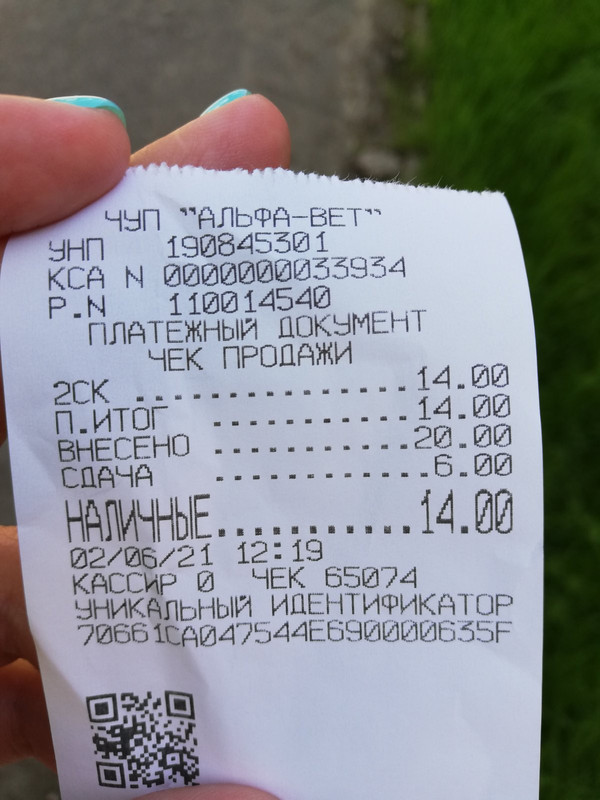 ЧУП "АЛЬФА-ВЕТ"
УНП 190845301
КСА N 0000000033934
Р.N 110014540
ПЛАТЕЖНЫЙ ДОКУМЕНТ
ЧЕК ПРОДАЖИ
2СК ..............14.00
П.ИТОГ ..........14.00
ВНЕСЕНО ..........20.00
СДАЧА ...........6.00
НАЛИЧНЫЕ...........14.00
02/06/21 12:19
КАССИР 0 ЧЕК 65074
УНИКАЛЬНЫЙ ИДЕНТИФИКАТОР
70661CA047544E690000635F